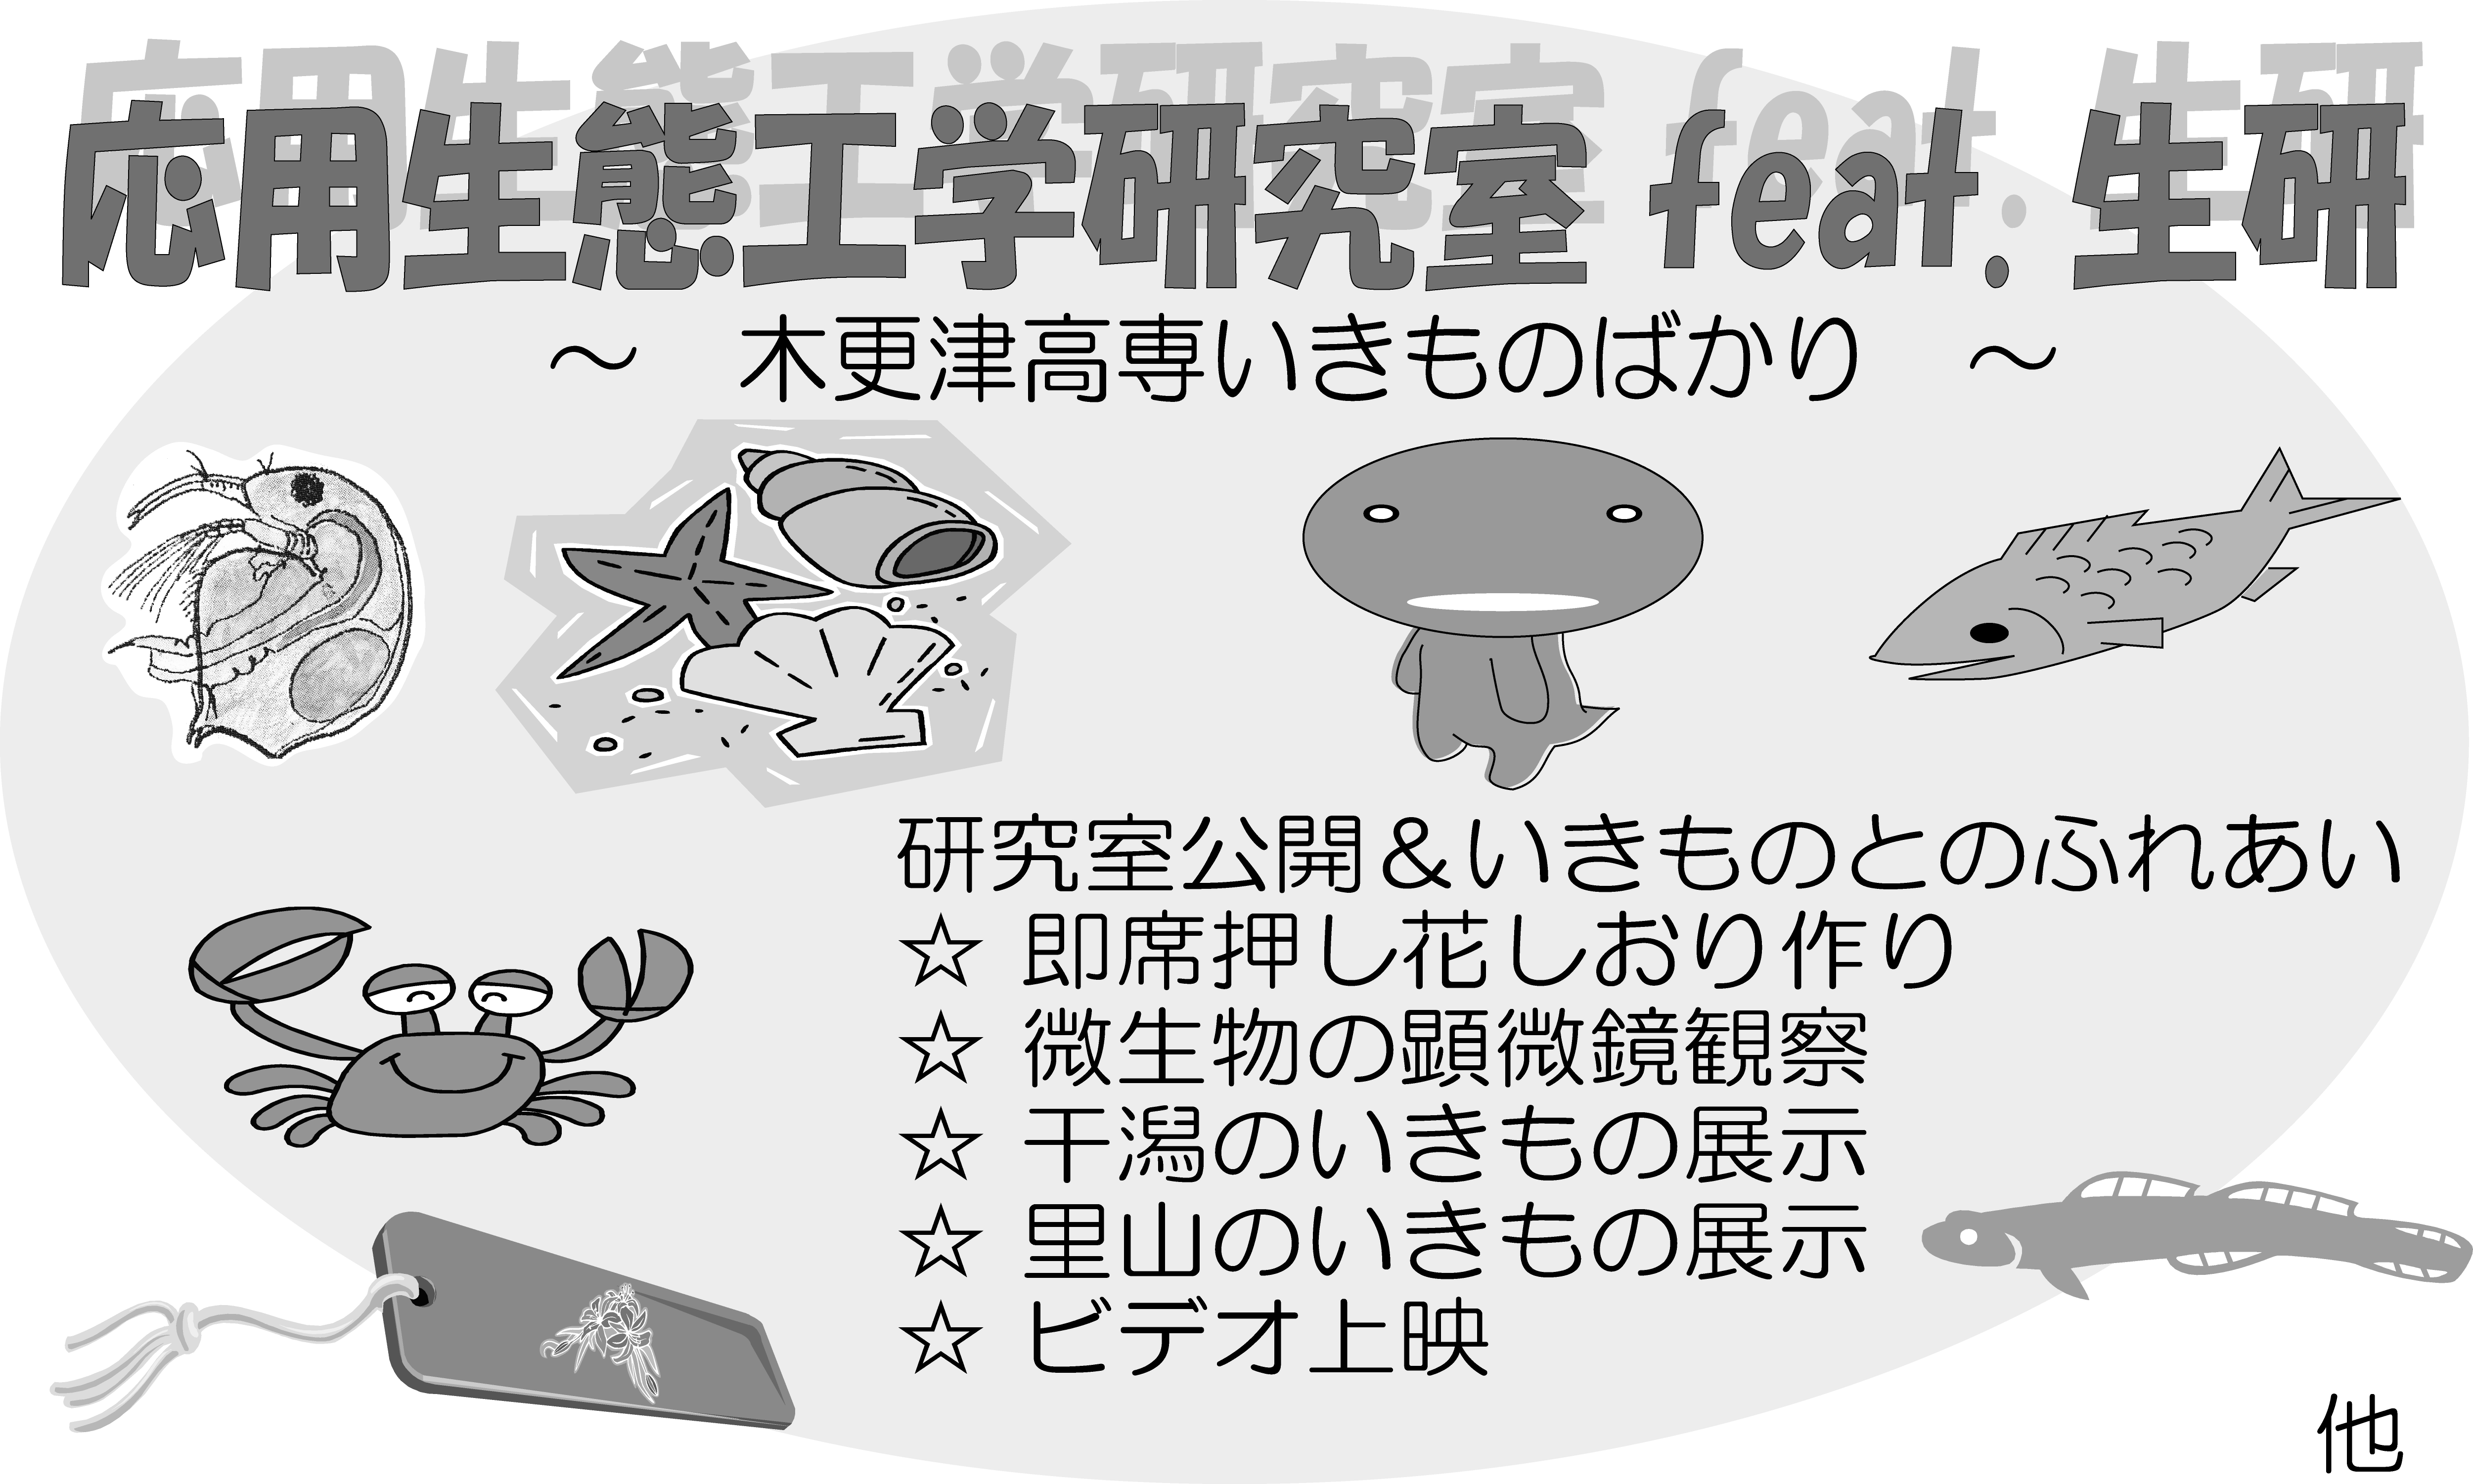 応用生態工学研究室 feat. 生研
～　木更津高専いきものばかり　～
研究室公開＆いきものとのふれあい
☆ 即席押し花しおり作り
☆ 微生物の顕微鏡観察
☆ 干潟のいきもの展示
☆ 里山のいきもの展示
☆ ビデオ上映
他